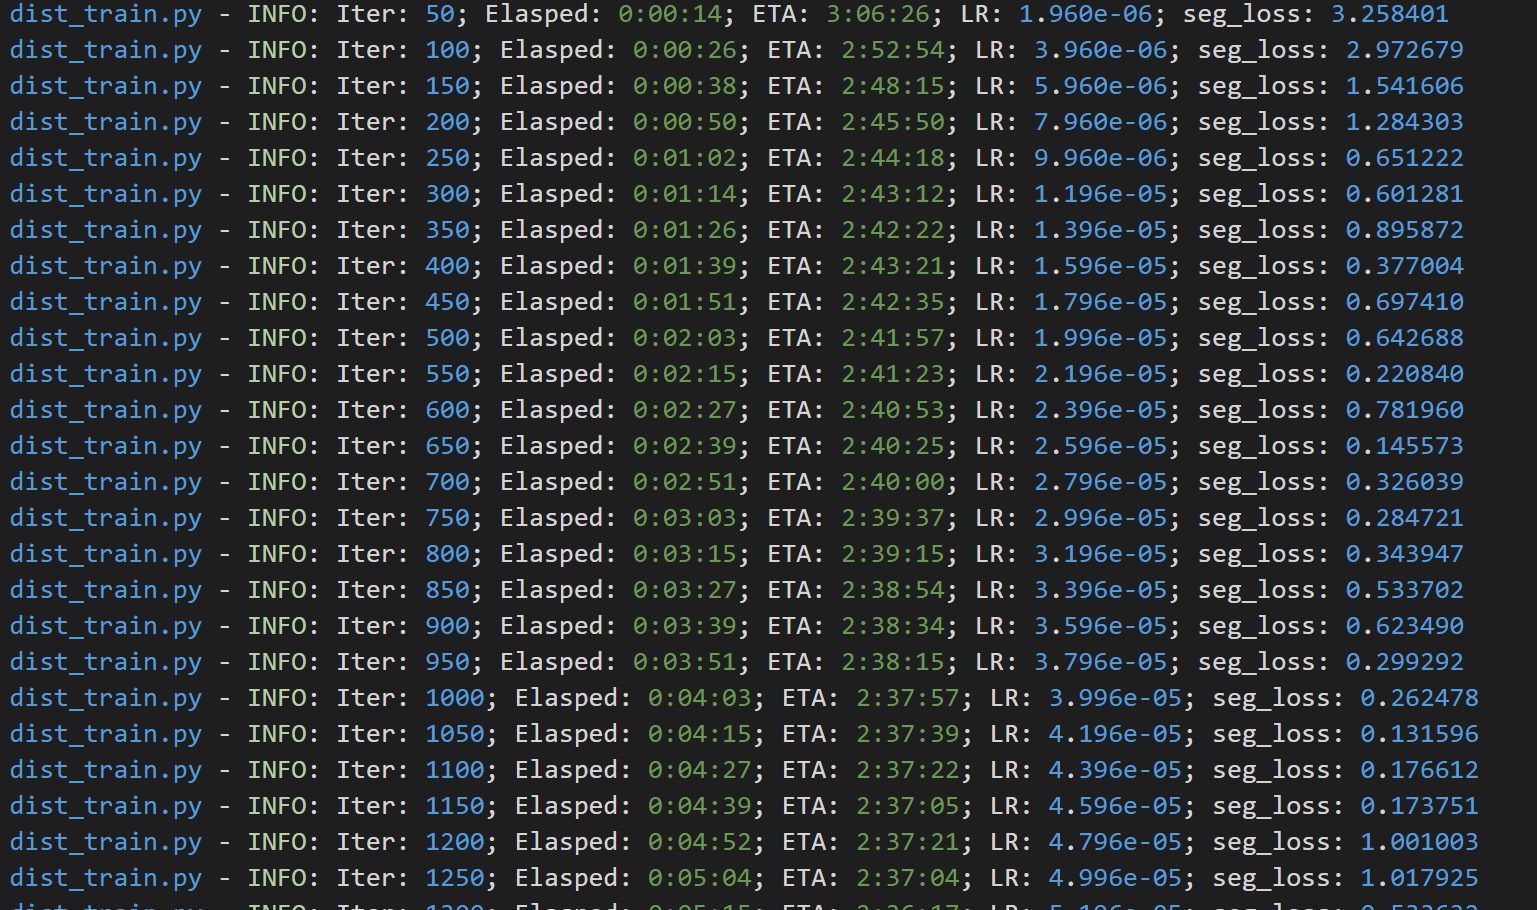 dist_train.py - INFO: Iter: 50; Elasped: 0:00:14; ETA: 3:06:26; LR: 1.960e-06; seg_loss: 3.258401
dist_train.py - INFO: Iter: 100; Elasped: 0:00:26; ETA: 2:52:54; LR: 3.960e-06; seg_loss: 2.972679
dist_train.py - INFO: Iter: 150; Elasped: 0:00:38; ETA: 2:48:15; LR: 5.960e-06; seg_loss: 1.541606
dist_train.py - INFO: Iter: 200; Elasped: 0:00:50; ETA: 2:45:50; LR: 7.960e-06; seg_loss: 1.284303
dist_train.py - INFO: Iter: 250; Elasped: 0:01:02; ETA: 2:44:18; LR: 9.960e-06; seg_loss: 0.651222
dist_train.py - INFO: Iter: 300; Elasped: 0:01:14; ETA: 2:43:12; LR: 1.196e-05; seg_loss: 0.601281
dist_train.py - INFO: Iter: 350; Elasped: 0:01:26; ETA: 2:42:22; LR: 1.396e-05; seg_loss: 0.895872
dist_train.py - INFO: Iter: 400; Elasped: 0:01:39; ETA: 2:43:21; LR: 1.596e-05; seg_loss: 0.377004
dist_train.py - INFO: Iter: 450; Elasped: 0:01:51; ETA: 2:42:35; LR: 1.796e-05; seg_loss: 0.697410
dist_train.py - INFO: Iter: 500; Elasped: 0:02:03; ETA: 2:41:57; LR: 1.996e-05; seg_loss: 0.642688
dist_train.py - INFO: Iter: 550; Elasped: 0:02:15; ETA: 2:41:23; LR: 2.196e-05; seg_loss: 0.220840
dist_train.py - INFO: Iter: 600; Elasped: 0:02:27; ETA: 2:40:53; LR: 2.396e-05; seg_loss: 0.781960
dist_train.py - INFO: Iter: 650; Elasped: 0:02:39; ETA: 2:40:25; LR: 2.596e-05; seg_loss: 0.145573
dist_train.py - INFO: Iter: 700; Elasped: 0:02:51; ETA: 2:40:00; LR: 2.796e-05; seg_loss: 0.326039
dist_train.py - INFO: Iter: 750; Elasped: 0:03:03; ETA: 2:39:37; LR: 2.996e-05; seg_loss: 0.284721
dist_train.py - INFO: Iter: 800; Elasped: 0:03:15; ETA: 2:39:15; LR: 3.196e-05; seg_loss: 0.343947
dist_train.py - INFO: Iter: 850; Elasped: 0:03:27; ETA: 2:38:54; LR: 3.396e-05; seg_loss: 0.533702
dist_train.py - INFO: Iter: 900; Elasped: 0:03:39; ETA: 2:38:34; LR: 3.596e-05; seg_loss: 0.623490
dist_train.py - INFO: Iter: 950; Elasped: 0:03:51; ETA: 2:38:15; LR: 3.796e-05; seg_loss: 0.299292
dist_train.py - INFO: Iter: 1000; Elasped: 0:04:03; ETA: 2:37:57; LR: 3.996e-05; seg_loss: 0.262478
dist_train.py - INFO: Iter: 1050; Elasped: 0:04:15; ETA: 2:37:39; LR: 4.196e-05; seg_loss: 0.131596
dist_train.py - INFO: Iter: 1100; Elasped: 0:04:27; ETA: 2:37:22; LR: 4.396e-05; seg_loss: 0.176612
dist_train.py - INFO: Iter: 1150; Elasped: 0:04:39; ETA: 2:37:05; LR: 4.596e-05; seg_loss: 0.173751
dist_train.py - INFO: Iter: 1200; Elasped: 0:04:52; ETA: 2:37:21; LR: 4.796e-05; seg_loss: 1.001003
dist_train.py - INFO: Iter: 1250; Elasped: 0:05:04; ETA: 2:37:04; LR: 4.996e-05; seg_loss: 1.017925